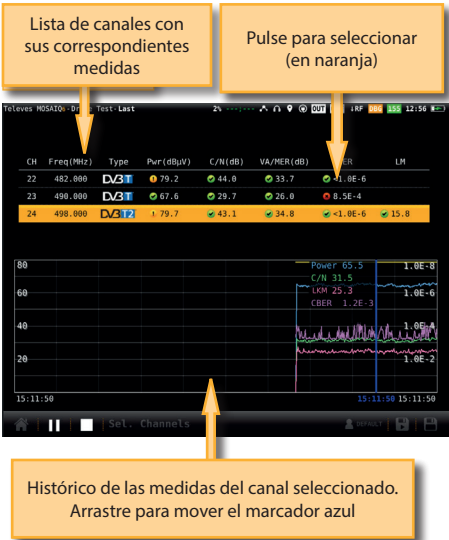 Lista de canales con
sus correspondientes
medidas
Pulse para seleccionar
(en naranja)
Televes MOSAIQ6-Drive Test-Last 2% ---:--- OUT ↓RF DBG 155 12:56
CH Freq(MHz) Type Pwr(dBμV) C/N(dB) VA/MER(dB) LM
22 482.000 DVB T 79.2 44.0 33.7 <1.0E-6
23 490.000 DVB T 67.6 29.7 26.0 8.5E-4
24 498.000 DVB T2 79.7 43.1 34.8 <1.0E-6 15.8
80 Power 65.5 1.0E-8
C/N 31.5
60 LKM 25.3 1.0E-6
CBER 1.2E-3
40 1.0E-4
20 1.0E-2
15:11:50 15:11:50 15:11:50
Sel. Channels DEFAULT
Histórico de las medidas del canal seleccionado.
Arrastre para mover el marcador azul